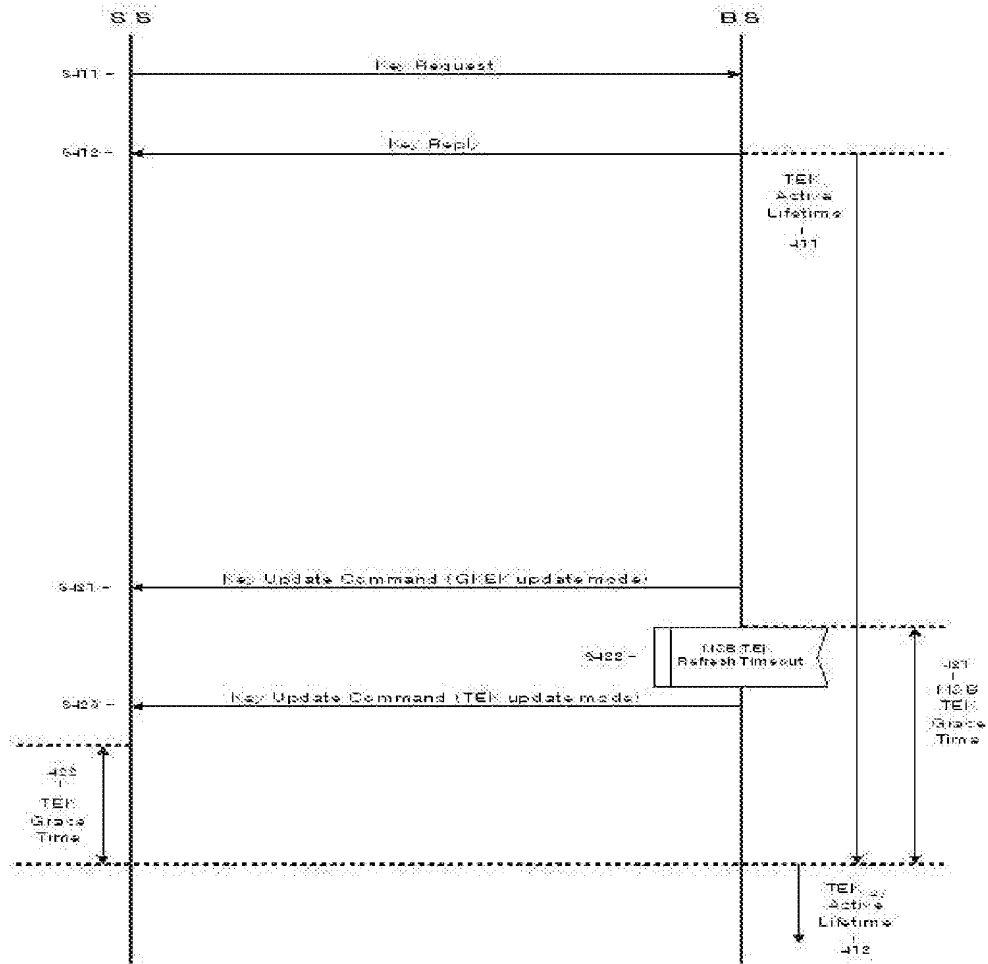 SS
BS
S411
Key Request
S412
Key Reply
TEK
Active
Lifetime
411
S421
Key Update Command (GKEK update mode)
S422
M&B TEK
Refresh Timeout
421
M&B
TEK
Grace
Time
S423
Key Update Command (TEK update mode)
422
TEK
Grace
Time
TEK
Active
Lifetime
412